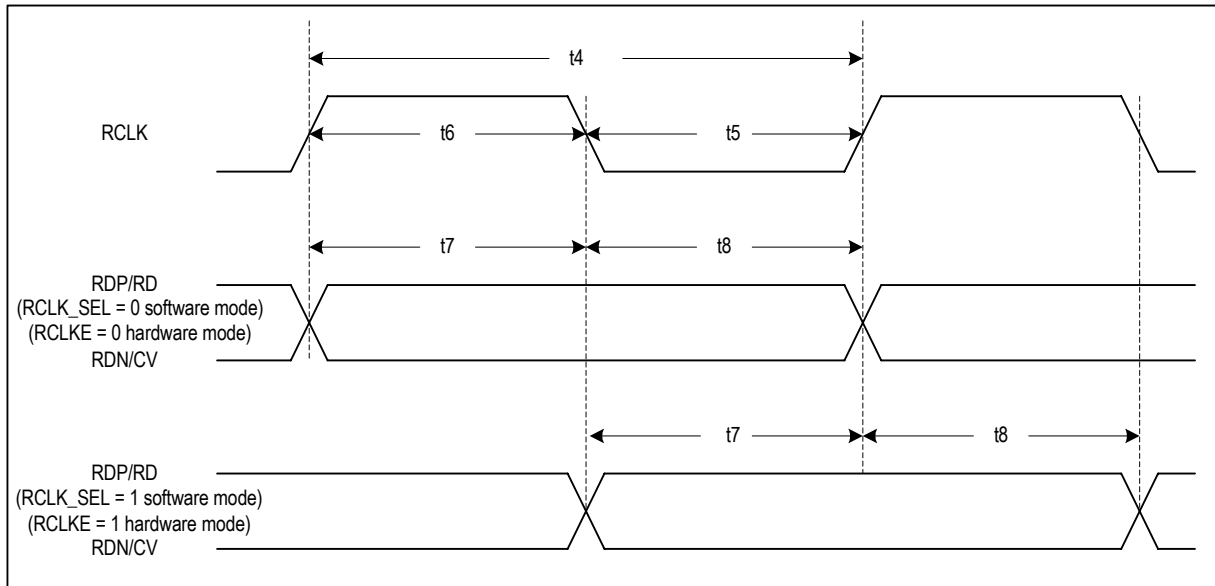 t4
RCLK
t6
t5
t7
t8
RDP/RD
(RCLK_SEL = 0 software mode)
(RCLKE = 0 hardware mode)
RDN/CV
t7
t8
RDP/RD
(RCLK_SEL = 1 software mode)
(RCLKE = 1 hardware mode)
RDN/CV